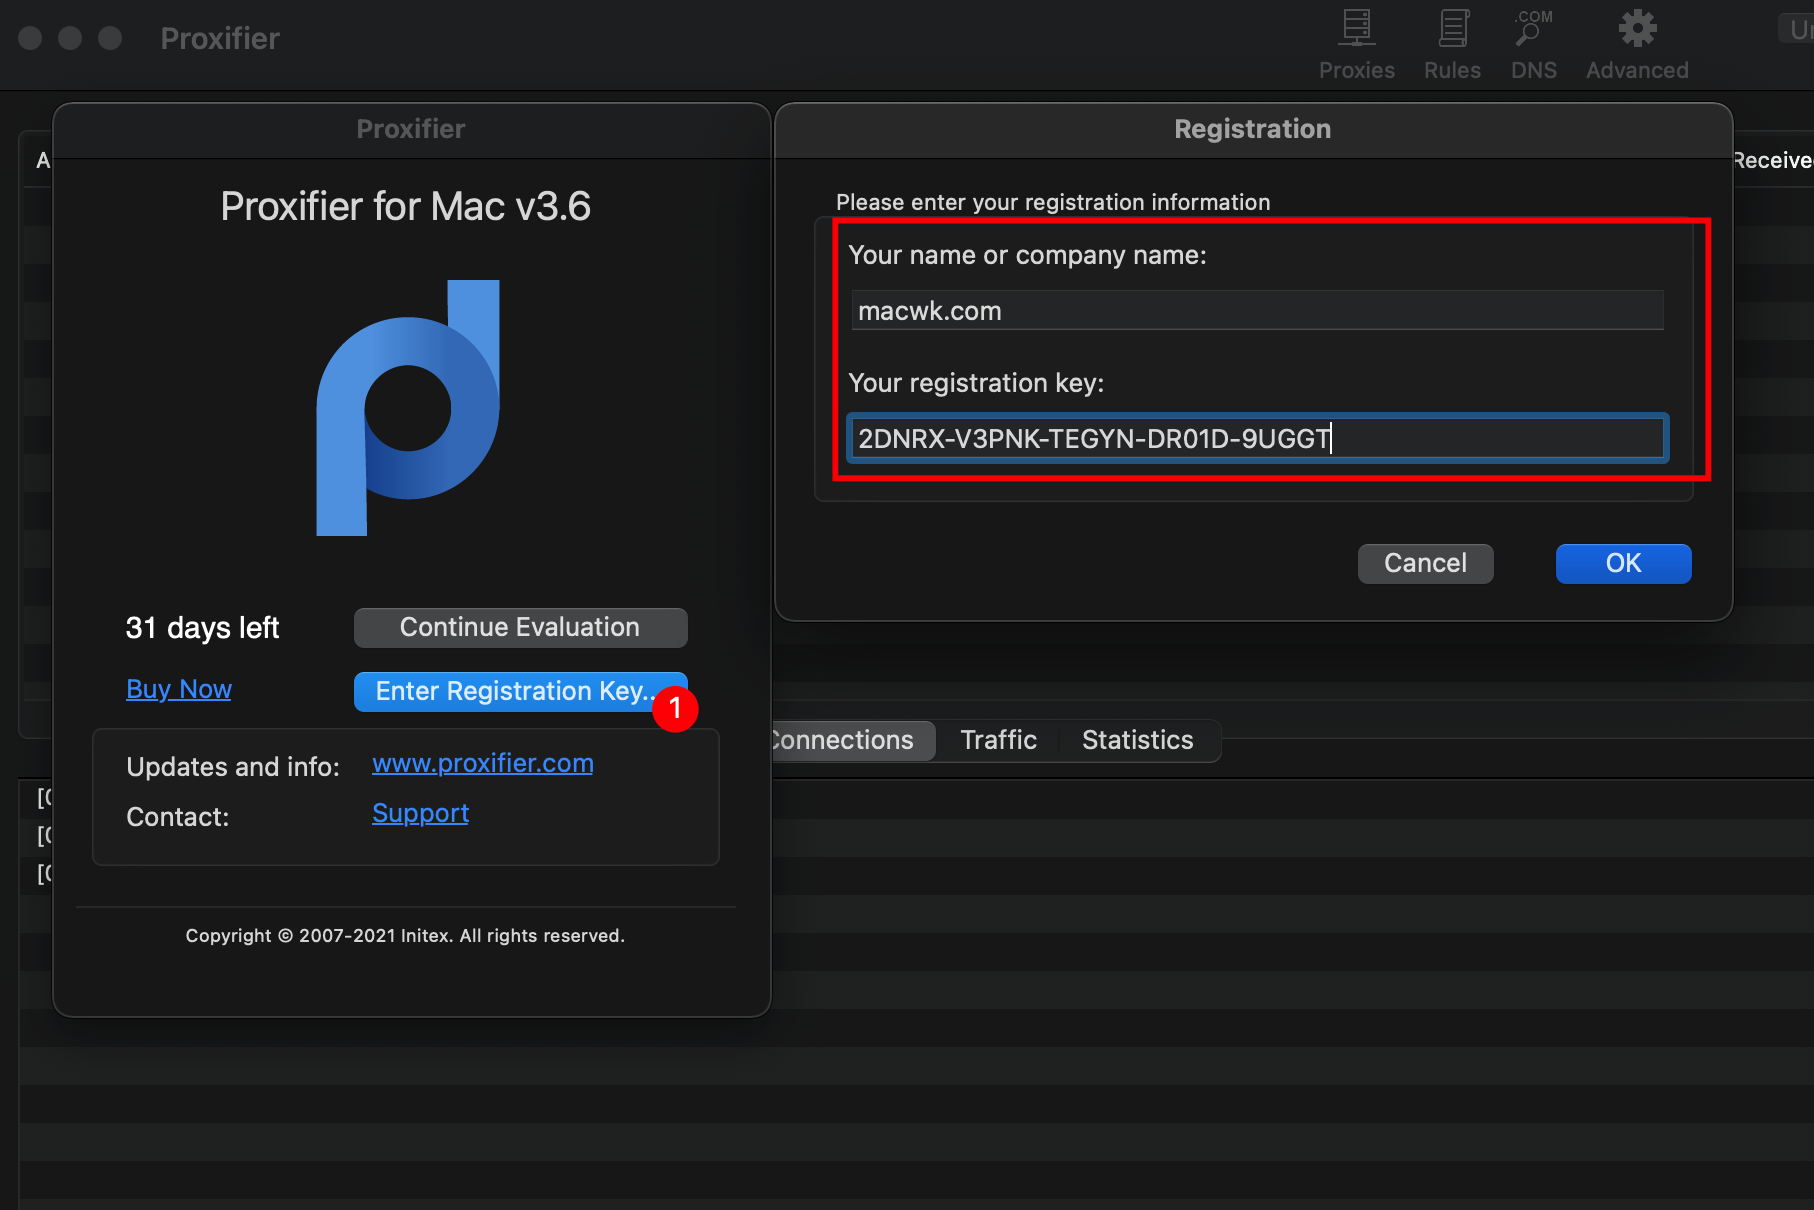 Proxifier
.COM
Proxies
Rules
DNS
Advanced
Proxifier
Proxifier for Mac v3.6
31 days left
Continue Evaluation
Buy Now
Enter Registration Key..
1
Updates and info:
www.proxifier.com
Contact:
Support
Copyright © 2007-2021 Initex. All rights reserved.
Registration
Please enter your registration information
Your name or company name:
macwk.com
Your registration key:
2DNRX-V3PNK-TEGYN-DR01D-9UGGT
Cancel
OK
Receive
Connections
Traffic
Statistics